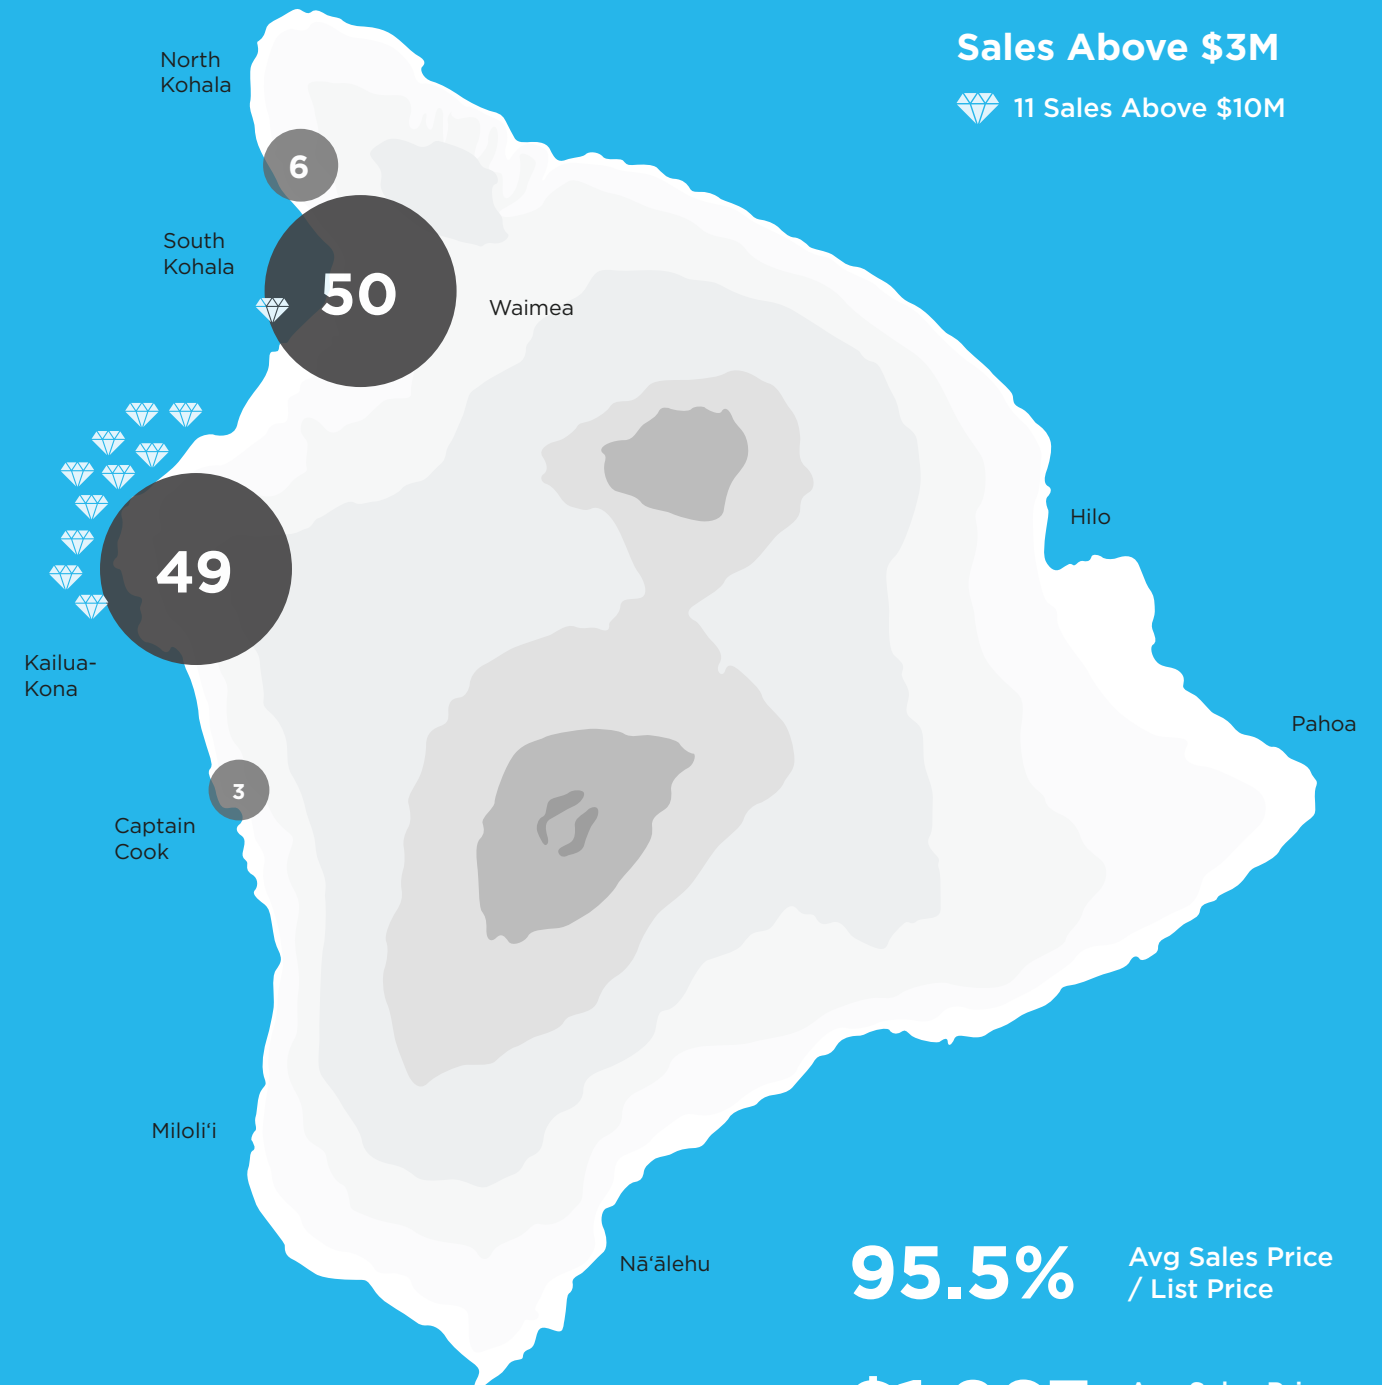 Sales Above $3M
11 Sales Above $10M
North
Kohala
6
South
Kohala
50
Waimea
49
Hilo
Kailua-
Kona
Pahoa
3
Captain
Cook
Miloli‘i
Nā‘ālehu
95.5%
Avg Sales Price
/ List Price